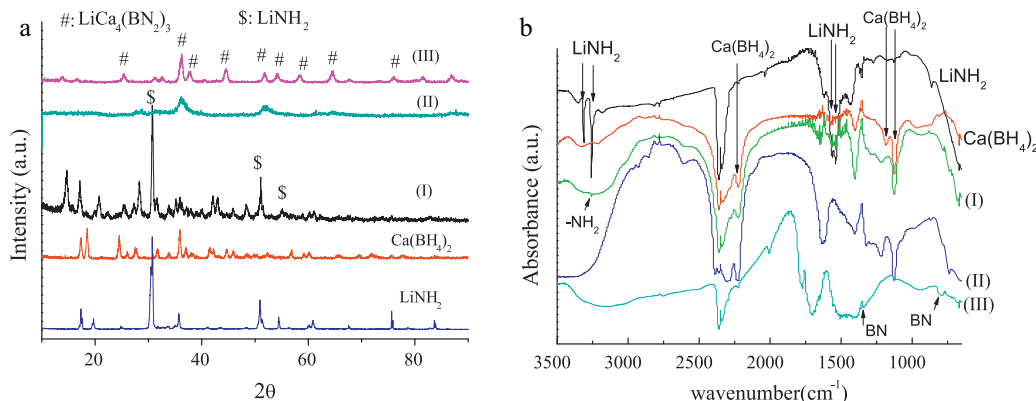 a
#: LiCa₄(BN₂)₃
$: LiNH₂
# # # # # # # # #
(III)
(II)
$
$
$
(I)
Ca(BH₄)₂
LiNH₂
20 40 60 80
2θ
Intensity (a.u.)
b
LiNH₂
Ca(BH₄)₂
LiNH₂
Ca(BH₄)₂
LiNH₂
Ca(BH₄)₂
(I)
-NH₂
(II)
(III)
BN
BN
3500 3000 2500 2000 1500 1000
wavenumber(cm⁻¹)
Absorbance (a.u.)